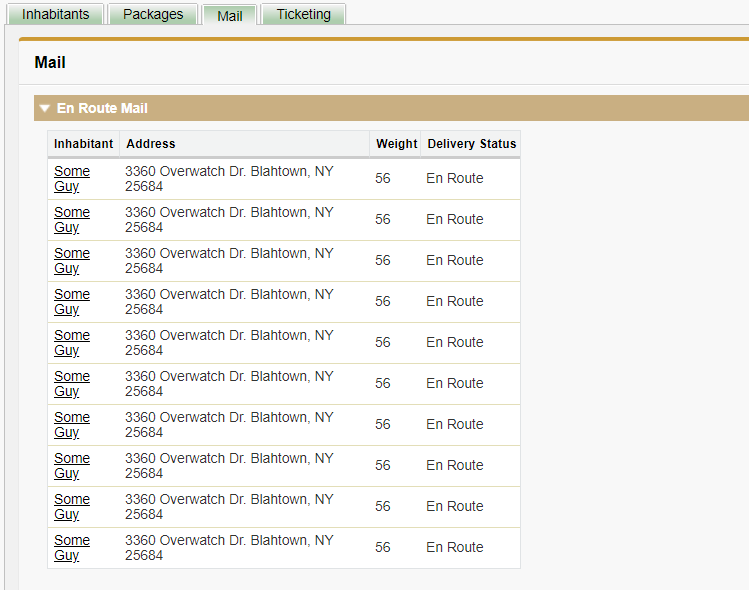 Inhabitants Packages Mail Ticketing
Mail
En Route Mail
Inhabitant Address Weight Delivery Status
Some Guy 3360 Overwatch Dr. Blahtown, NY 25684 56 En Route
Some Guy 3360 Overwatch Dr. Blahtown, NY 25684 56 En Route
Some Guy 3360 Overwatch Dr. Blahtown, NY 25684 56 En Route
Some Guy 3360 Overwatch Dr. Blahtown, NY 25684 56 En Route
Some Guy 3360 Overwatch Dr. Blahtown, NY 25684 56 En Route
Some Guy 3360 Overwatch Dr. Blahtown, NY 25684 56 En Route
Some Guy 3360 Overwatch Dr. Blahtown, NY 25684 56 En Route
Some Guy 3360 Overwatch Dr. Blahtown, NY 25684 56 En Route
Some Guy 3360 Overwatch Dr. Blahtown, NY 25684 56 En Route
Some Guy 3360 Overwatch Dr. Blahtown, NY 25684 56 En Route